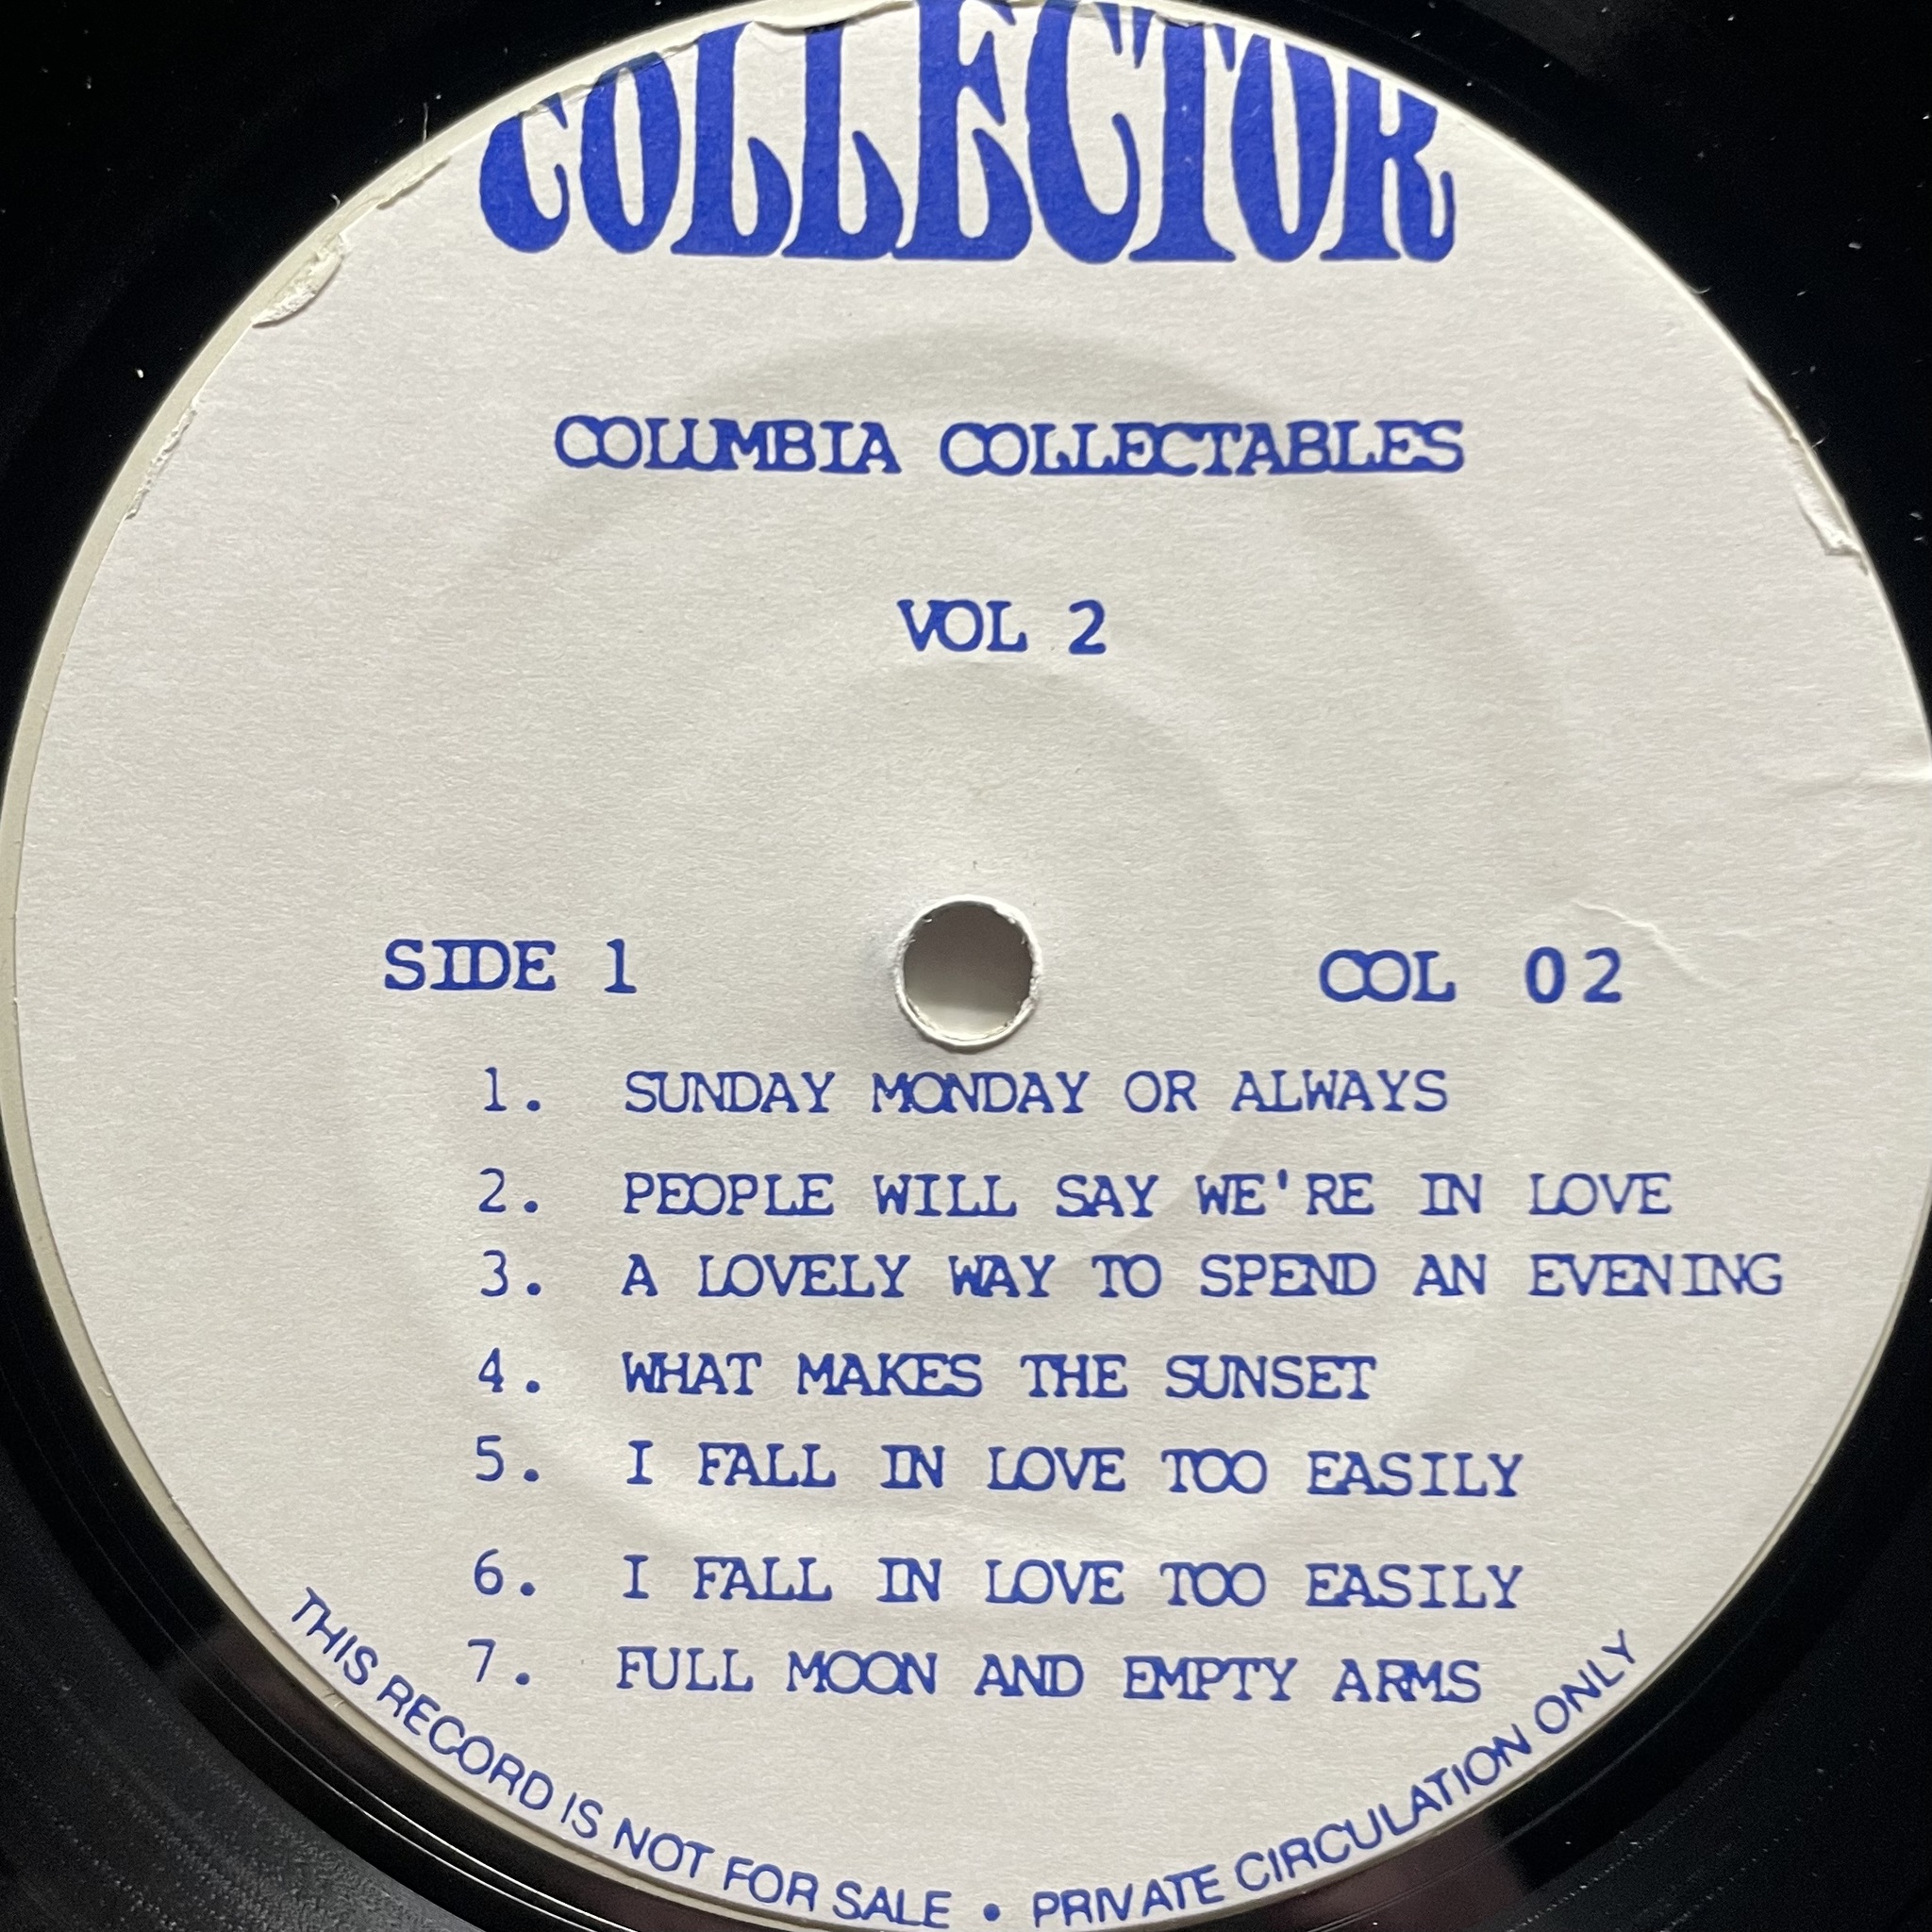 COLLECTOR
COLUMBIA COLLECTABLES
VOL 2
SIDE 1
COL 02
1. SUNDAY MONDAY OR ALWAYS
2. PEOPLE WILL SAY WE'RE IN LOVE
3. A LOVELY WAY TO SPEND AN EVENING
4. WHAT MAKES THE SUNSET
5. I FALL IN LOVE TOO EASILY
6. I FALL IN LOVE TOO EASILY
7. FULL MOON AND EMPTY ARMS
THIS RECORD IS NOT FOR SALE • PRIVATE CIRCULATION ONLY